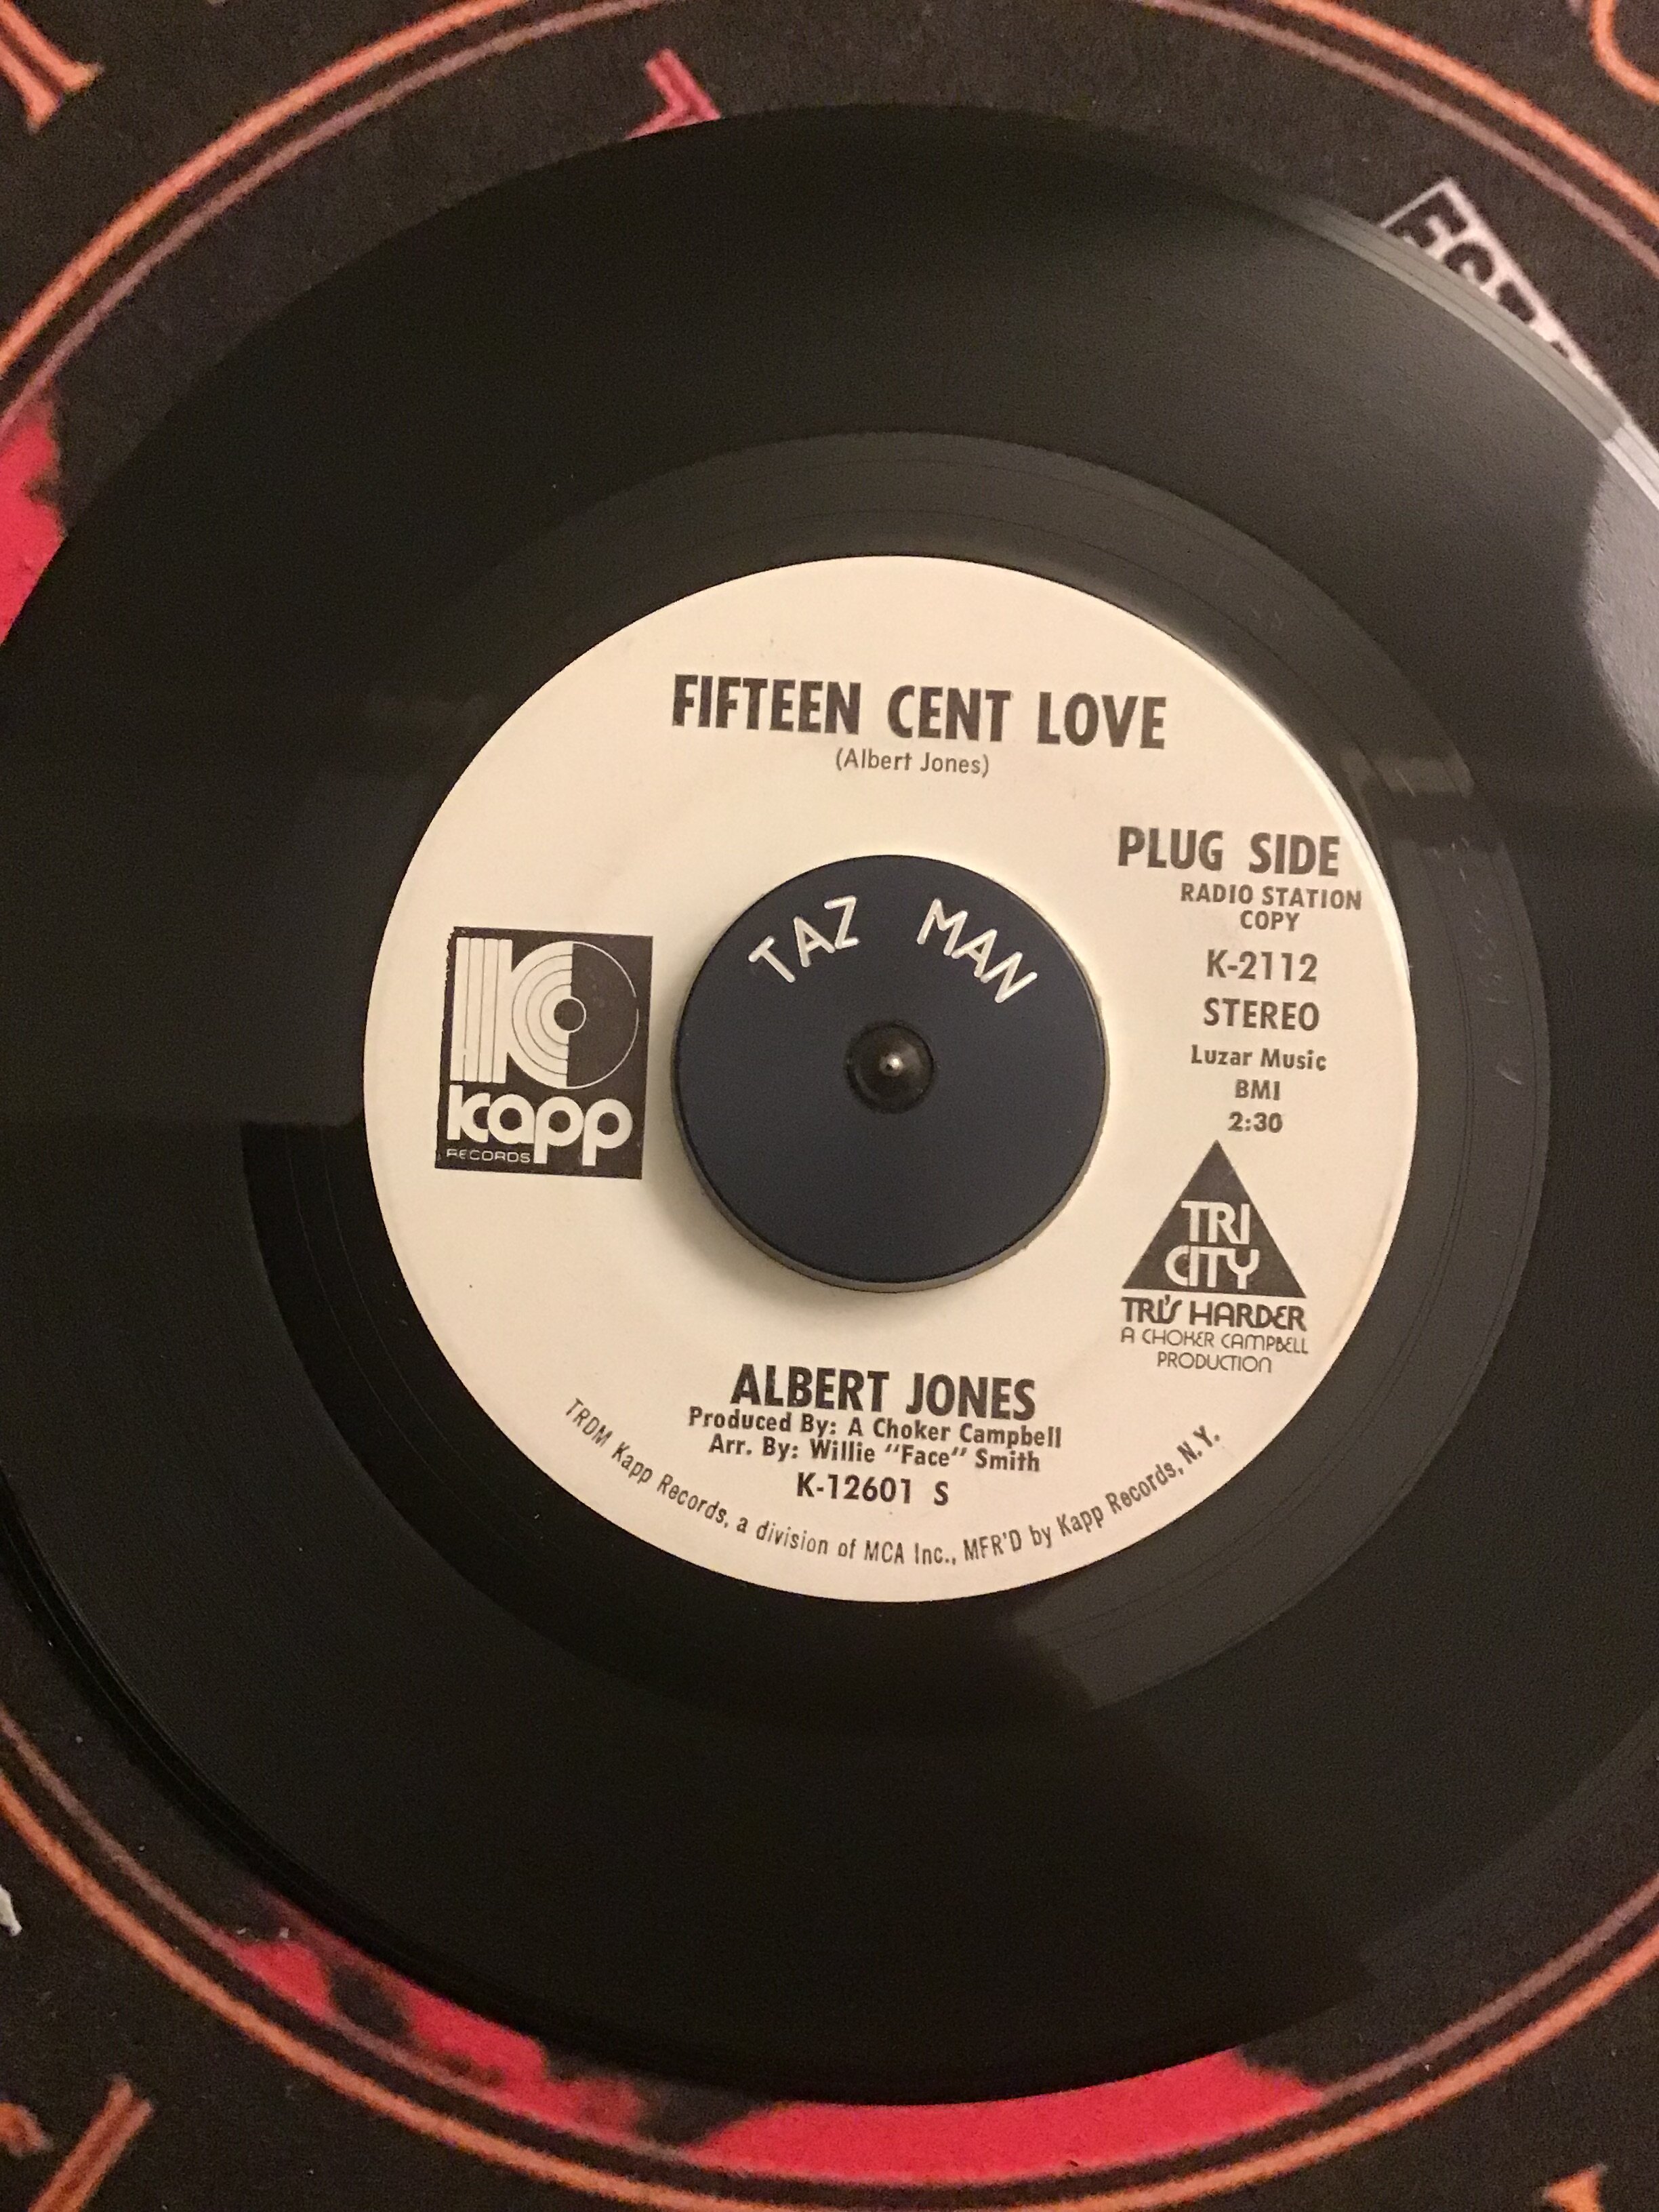 FIFTEEN CENT LOVE
(Albert Jones)
PLUG SIDE
RADIO STATION
COPY
K-2112
STEREO
Luzar Music
BMI
2:30
TAZ MAN
kapp
RECORDS
TRI
CITY
TRI'S HARDER
A CHOKER CAMPBELL
PRODUCTION
ALBERT JONES
Produced By: A Choker Campbell
Arr. By: Willie "Face" Smith
K-12601 S
TRDM Kapp Records, a division of MCA Inc., MFR'D by Kapp Records, N.Y.